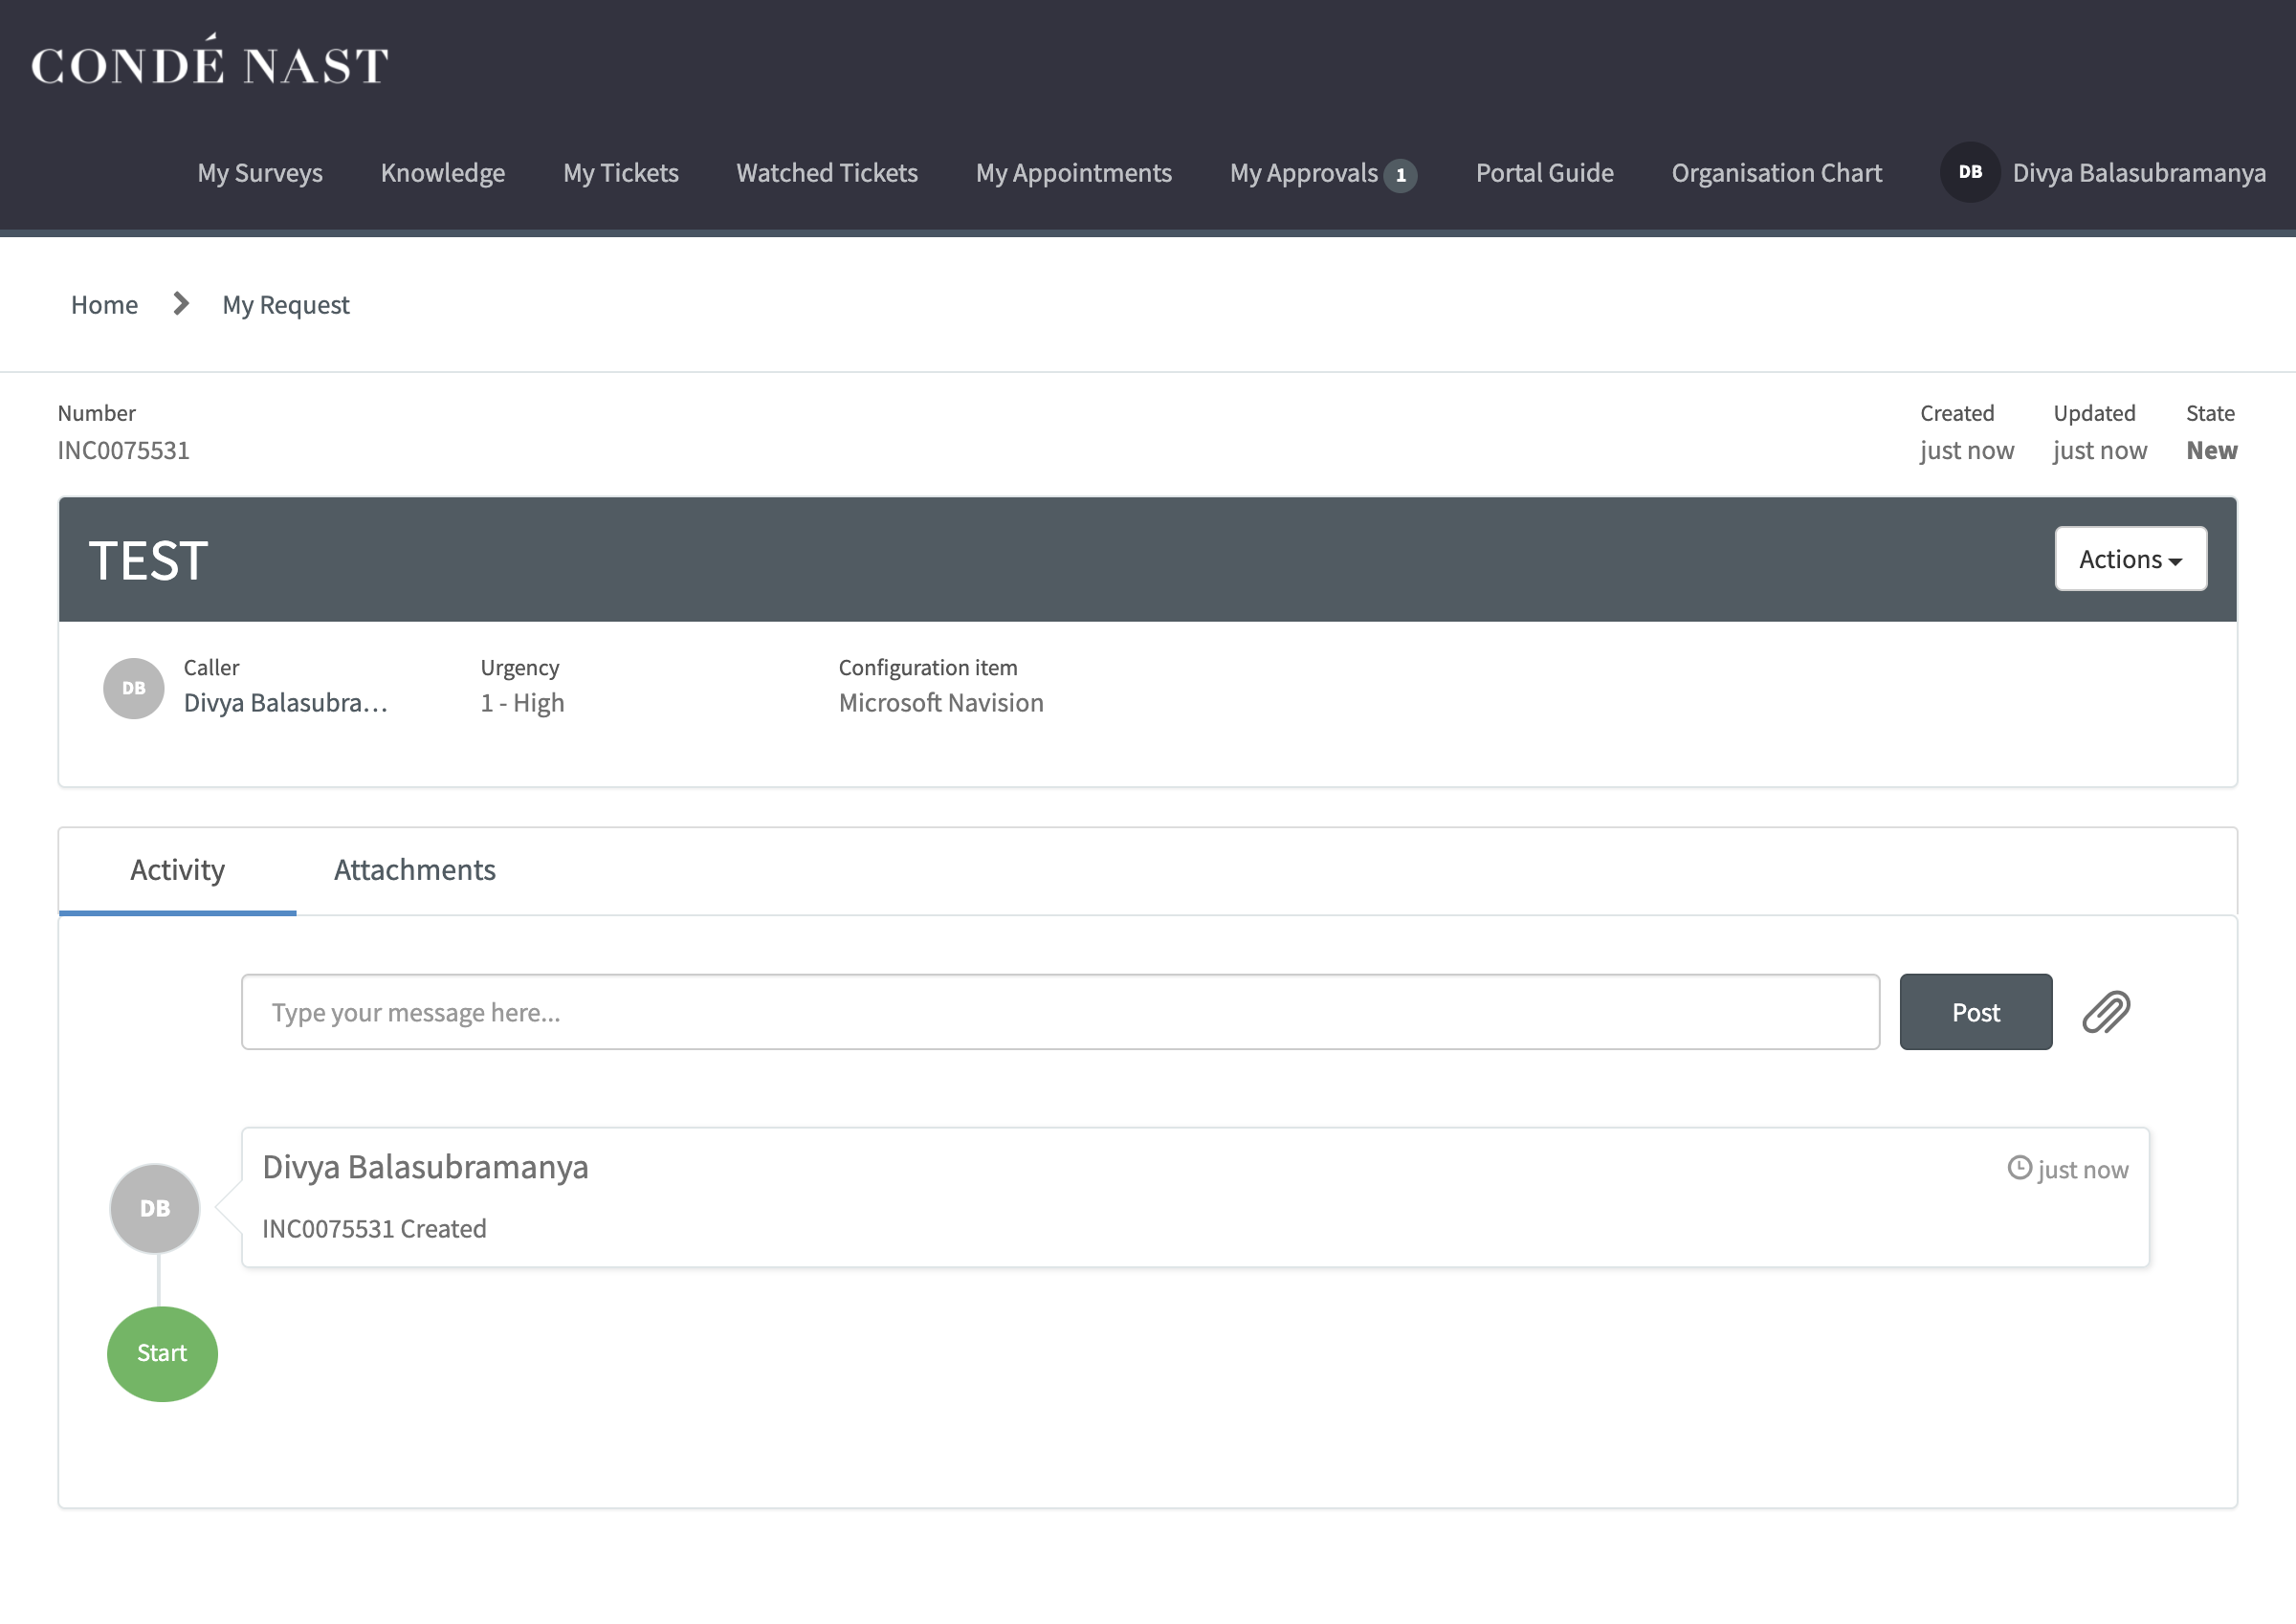 CONDÉ NAST
My Surveys Knowledge My Tickets Watched Tickets My Appointments My Approvals 1 Portal Guide Organisation Chart DB Divya Balasubramanya
Home My Request
Number Created Updated State
INC0075531 just now just now New
TEST Actions
DB
Caller Urgency Configuration item
Divya Balasubra... 1 - High Microsoft Navision
Activity Attachments
Type your message here... Post
Divya Balasubramanya just now
DB
INC0075531 Created
Start